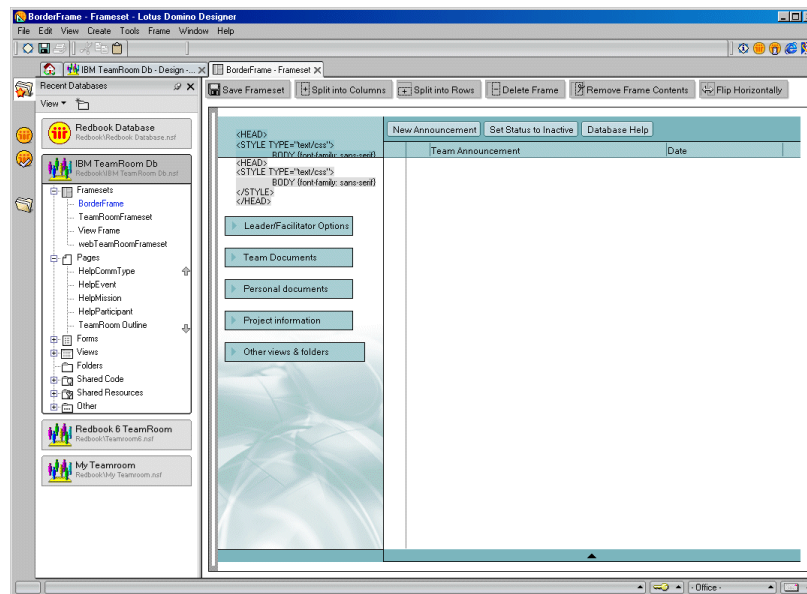 BorderFrame - Frameset - Lotus Domino Designer
File Edit View Create Tools Frame Window Help
IBM TeamRoom Db - Design -... BorderFrame - Frameset
Recent Databases
Save Frameset Split into Columns Split into Rows Delete Frame Remove Frame Contents Flip Horizontally
View
Redbook Database
Redbook\Redbook Database.nsf
IBM TeamRoom Db
Redbook\IBM TeamRoom Db.nsf
Framesets
BorderFrame
TeamRoomFrameset
View Frame
webTeamRoomFrameset
Pages
HelpCommType
HelpEvent
HelpMission
HelpParticipant
TeamRoom Outline
Forms
Views
Folders
Shared Code
Shared Resources
Other
Redbook 6 TeamRoom
Redbook\Teamroom6.nsf
My Teamroom
Redbook\My Teamroom.nsf
<HEAD>
<STYLE TYPE="text/css">
BODY {font-family: sans-serif}
<HEAD>
<STYLE TYPE="text/css">
BODY {font-family: sans-serif}
</STYLE>
</HEAD>
Leader/Facilitator Options
Team Documents
Personal documents
Project information
Other views & folders
New Announcement Set Status to Inactive Database Help
Team Announcement Date
Office